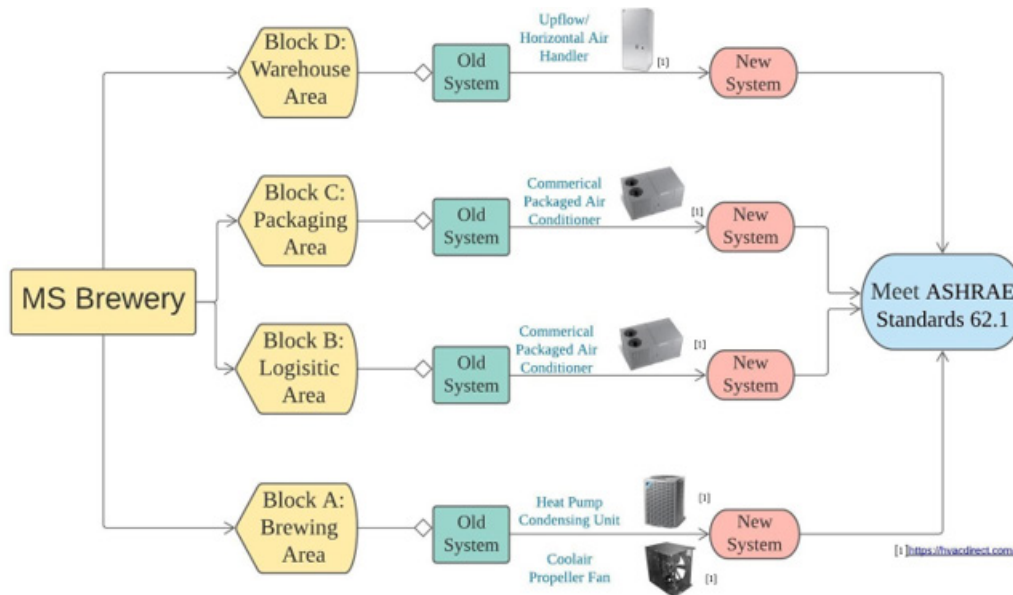 Block D:
Warehouse
Area
Old
System
Upflow/
Horizontal Air
Handler
[1]
New
System
Block C:
Packaging
Area
Old
System
Commerical
Packaged Air
Conditioner
[1]
New
System
MS Brewery
Meet ASHRAE
Standards 62.1
Block B:
Logisitic
Area
Old
System
Commerical
Packaged Air
Conditioner
[1]
New
System
Block A:
Brewing
Area
Old
System
Heat Pump
Condensing Unit
[1]
Coolair
Propeller Fan
[1]
New
System
[1]https://hvacdirect.com/